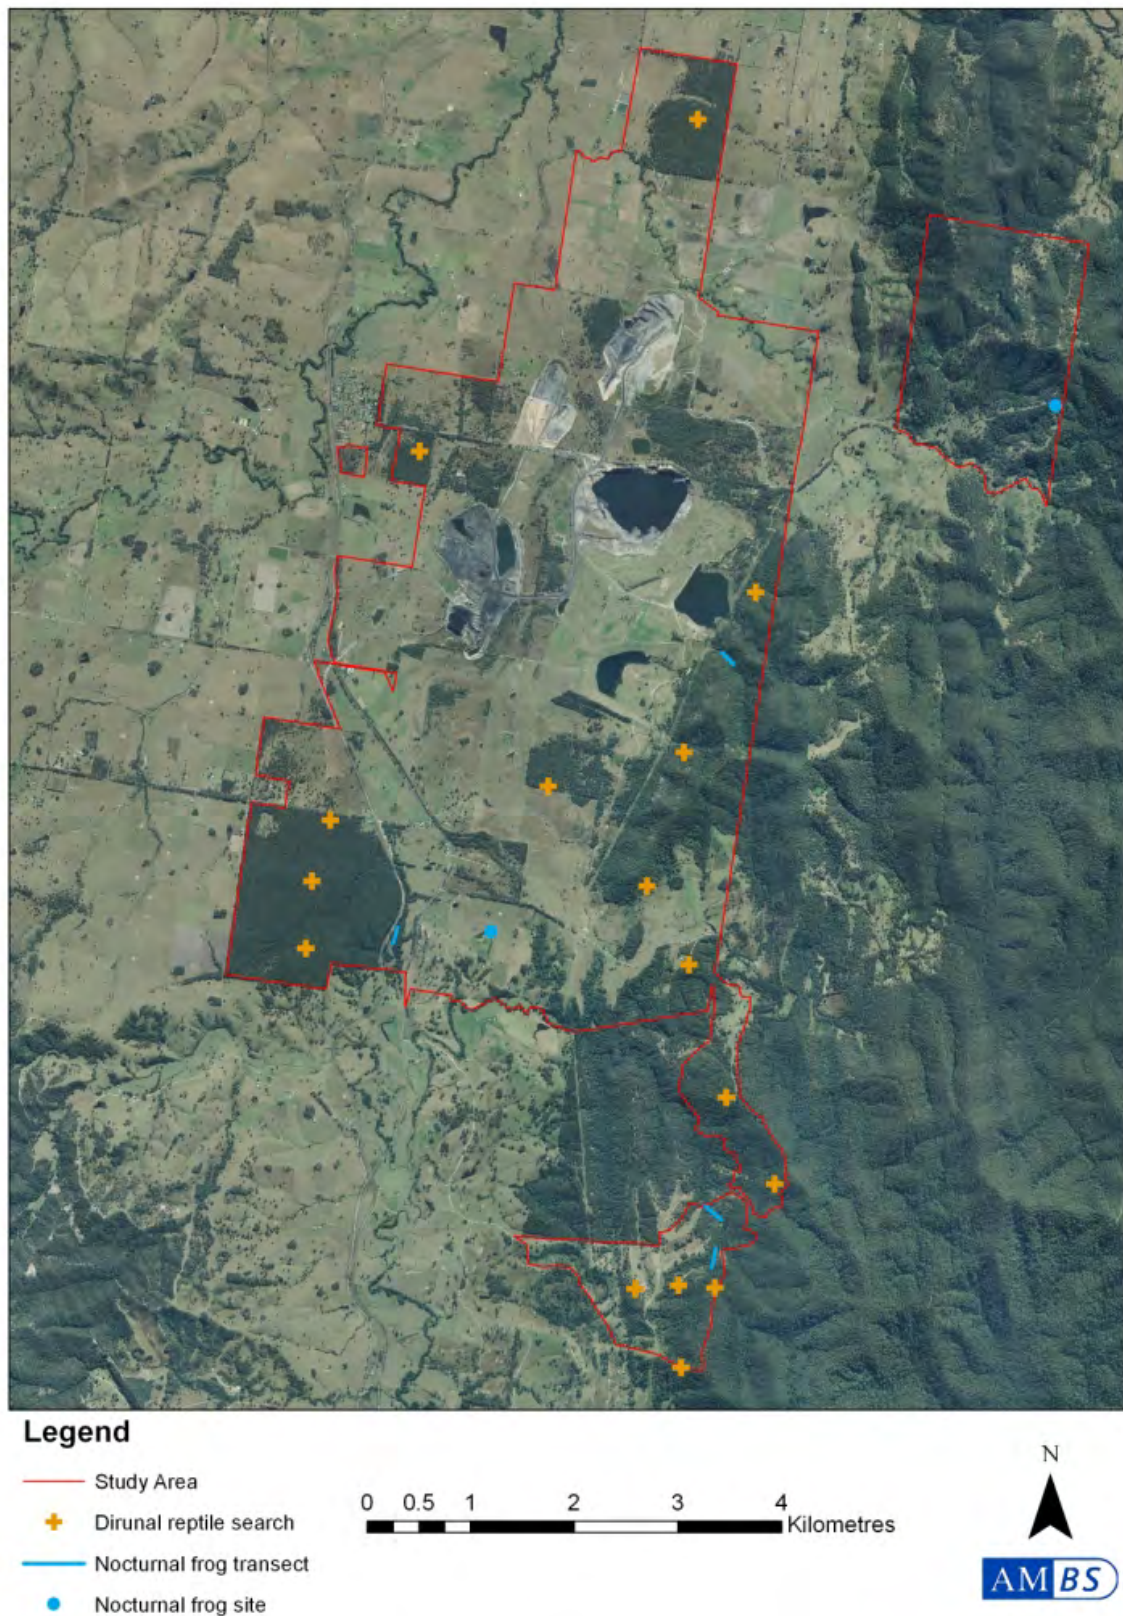 Legend
Study Area
Dirunal reptile search
Nocturnal frog transect
Nocturnal frog site
0 0.5 1 2 3 4
Kilometres
N
AMBS